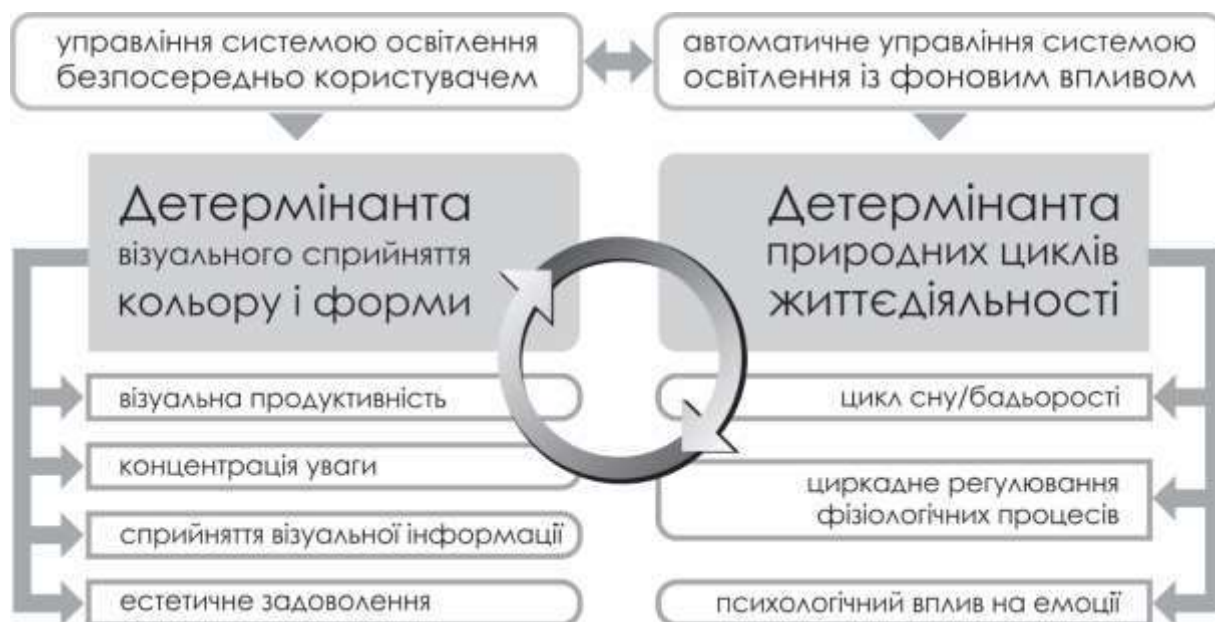 управління системою освітлення
безпосередньо користувачем
автоматичне управління системою
освітлення із фоновим впливом
Детермінанта
візуального сприйняття
кольору і форми
Детермінанта
природних циклів
життєдіяльності
візуальна продуктивність
концентрація уваги
сприйняття візуальної інформації
естетичне задоволення
цикл сну/бадьорості
циркадне регулювання
фізіологічних процесів
психологічний вплив на емоції